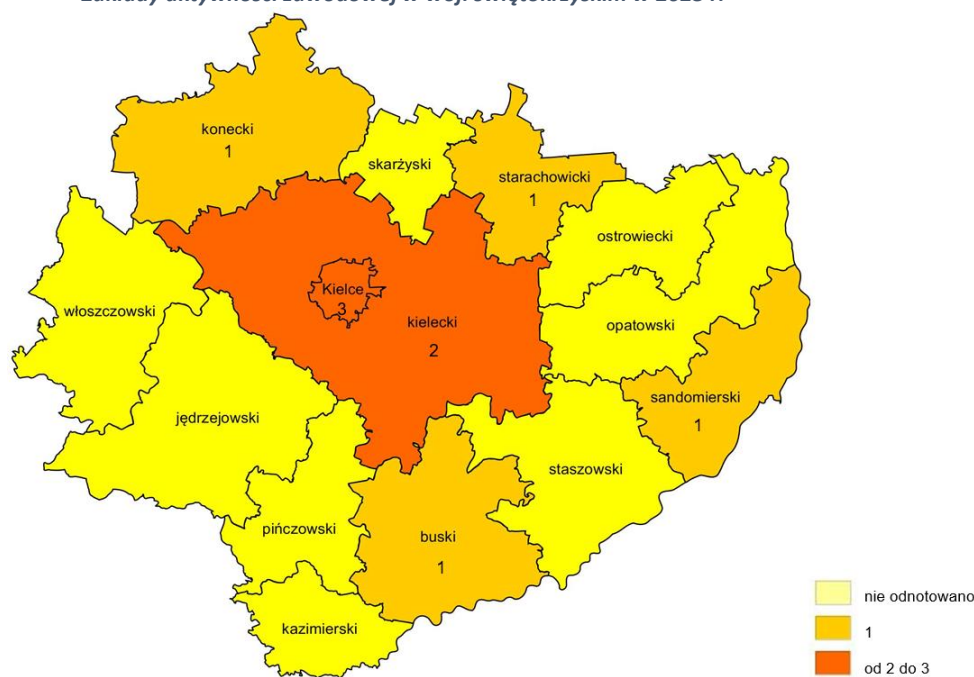 konecki
1
skarżyski
starachowicki
1
ostrowiecki
Kielce
3
włoszczowski
kielecki
2
opatowski
sandomierski
1
jędrzejowski
staszowski
pińczowski
buski
1
kazimierski
nie odnotowano
1
od 2 do 3